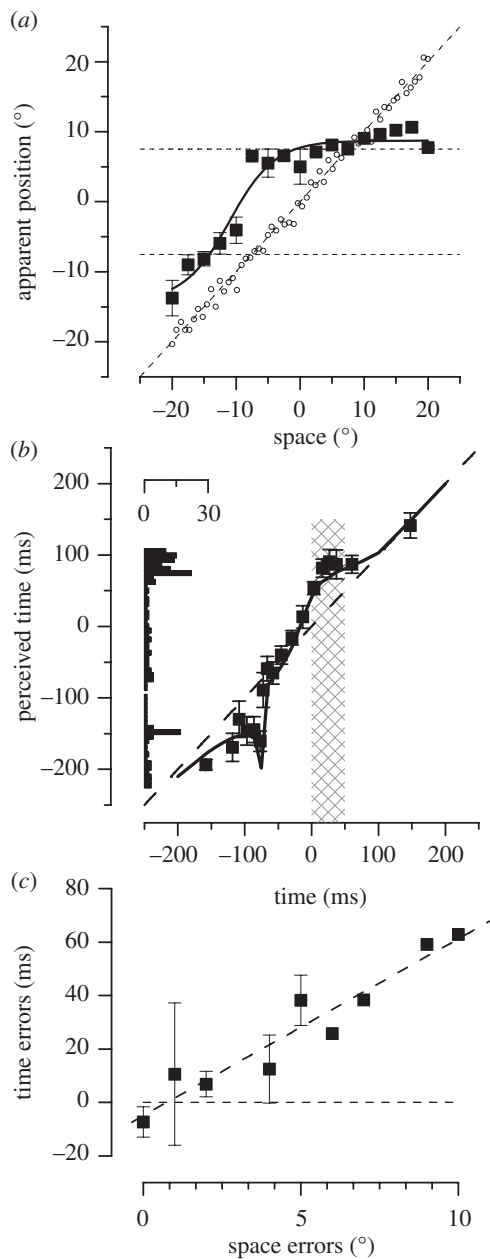 (a)
20
10
0
−10
−20
apparent position (°)
−20 −10 0 10 20
space (°)
(b)
200
100
0
−100
−200
perceived time (ms)
0 30
−200 −100 0 100 200
time (ms)
(c)
80
60
40
20
0
−20
time errors (ms)
0 5 10
space errors (°)